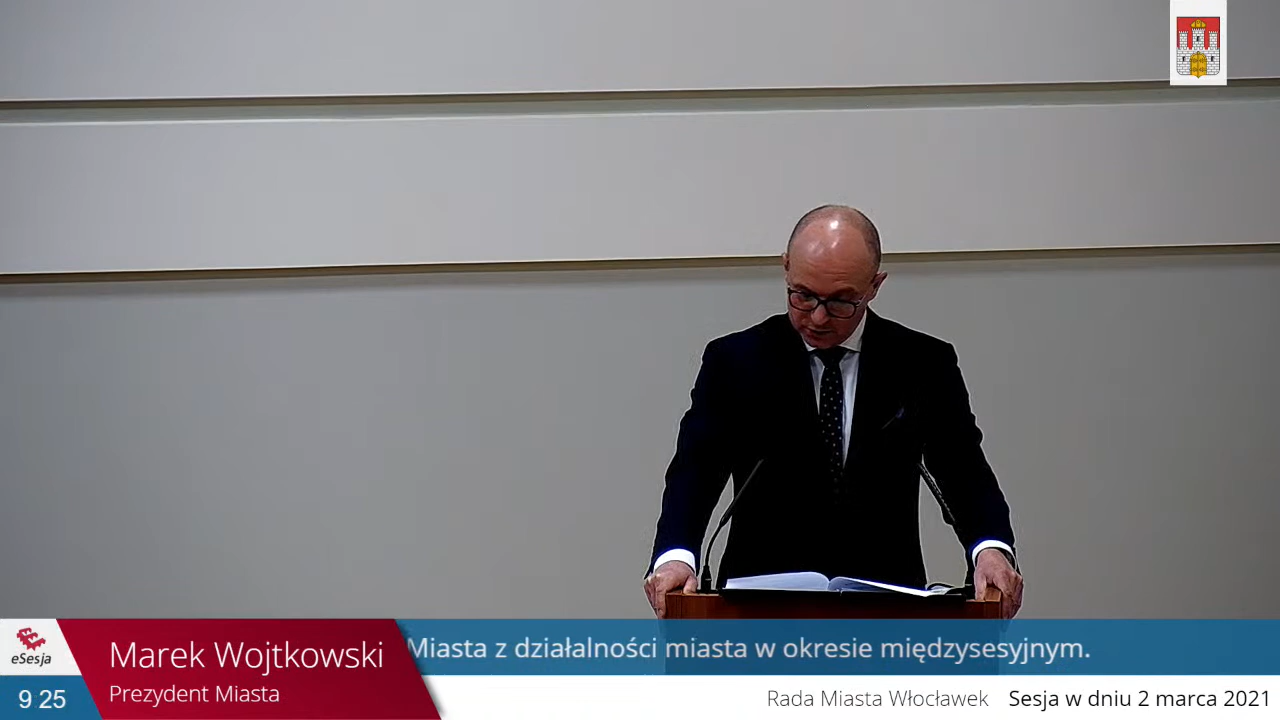 Marek Wojtkowski
Prezydent Miasta
Miasta z działalności miasta w okresie międzysesyjnym.
eSesja
9:25
Rada Miasta Włocławek Sesja w dniu 2 marca 2021